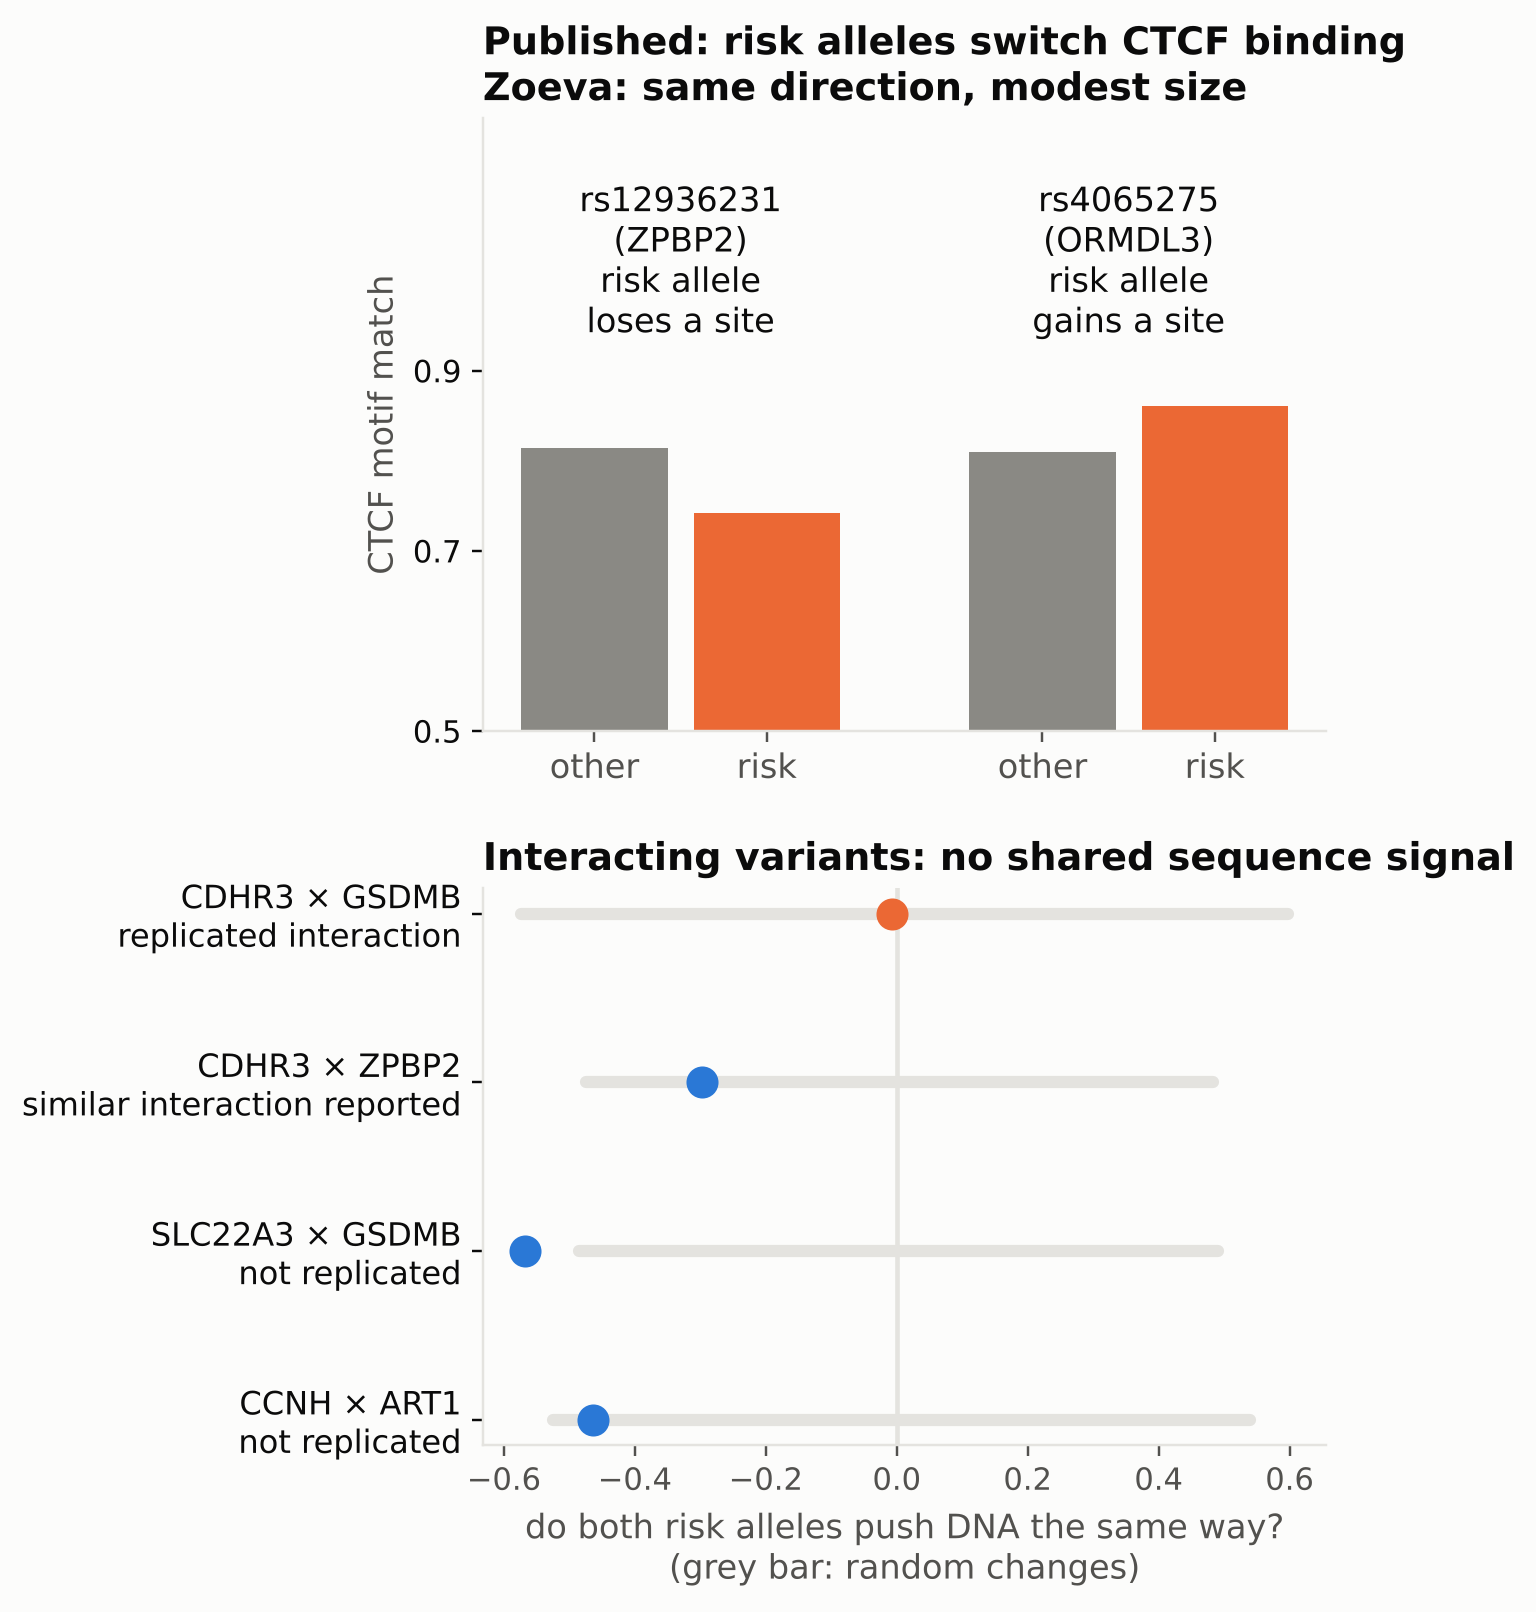 Published: risk alleles switch CTCF binding
Zoeva: same direction, modest size
rs12936231
(ZPBP2)
risk allele
loses a site
rs4065275
(ORMDL3)
risk allele
gains a site
CTCF motif match
0.9
0.7
0.5
other
risk
other
risk
Interacting variants: no shared sequence signal
CDHR3 × GSDMB
replicated interaction
CDHR3 × ZPBP2
similar interaction reported
SLC22A3 × GSDMB
not replicated
CCNH × ART1
not replicated
−0.6
−0.4
−0.2
0.0
0.2
0.4
0.6
do both risk alleles push DNA the same way?
(grey bar: random changes)